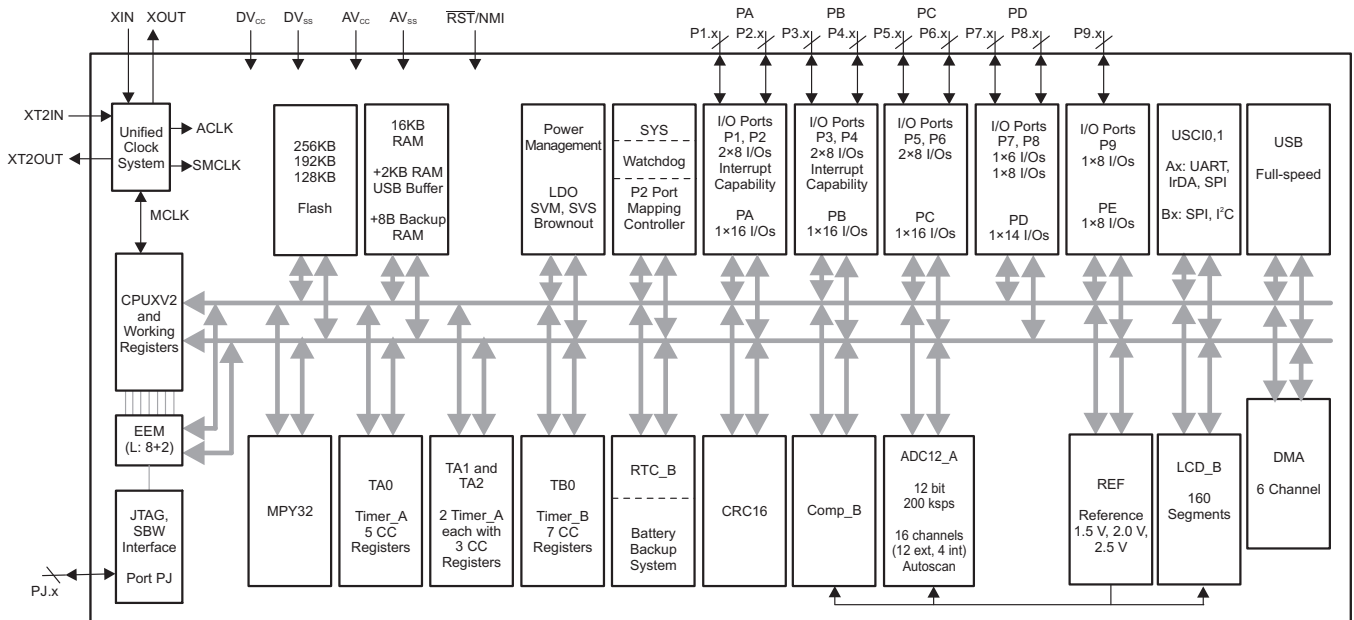 XIN XOUT DVCC DVSS AVCC AVSS RST/NMI PA PB PC PD
P1.x P2.x P3.x P4.x P5.x P6.x P7.x P8.x P9.x
XT2IN
XT2OUT
Unified
Clock
System
ACLK
SMCLK
MCLK
256KB
192KB
128KB
Flash
16KB
RAM
+2KB RAM
USB Buffer
+8B Backup
RAM
Power
Management
LDO
SVM, SVS
Brownout
SYS
Watchdog
P2 Port
Mapping
Controller
I/O Ports
P1, P2
2×8 I/Os
Interrupt
Capability
PA
1×16 I/Os
I/O Ports
P3, P4
2×8 I/Os
Interrupt
Capability
PB
1×16 I/Os
I/O Ports
P5, P6
2×8 I/Os
PC
1×16 I/Os
I/O Ports
P7, P8
1×6 I/Os
1×8 I/Os
PD
1×14 I/Os
I/O Ports
P9
1×8 I/Os
PE
1×8 I/Os
USCI0,1
Ax: UART,
IrDA, SPI
Bx: SPI, I²C
USB
Full-speed
CPUXV2
and
Working
Registers
EEM
(L: 8+2)
JTAG,
SBW
Interface
Port PJ
PJ.x
MPY32
TA0
Timer_A
5 CC
Registers
TA1 and
TA2
2 Timer_A
each with
3 CC
Registers
TB0
Timer_B
7 CC
Registers
RTC_B
Battery
Backup
System
CRC16
Comp_B
ADC12_A
12 bit
200 ksps
16 channels
(12 ext, 4 int)
Autoscan
REF
Reference
1.5 V, 2.0 V,
2.5 V
LCD_B
160
Segments
DMA
6 Channel